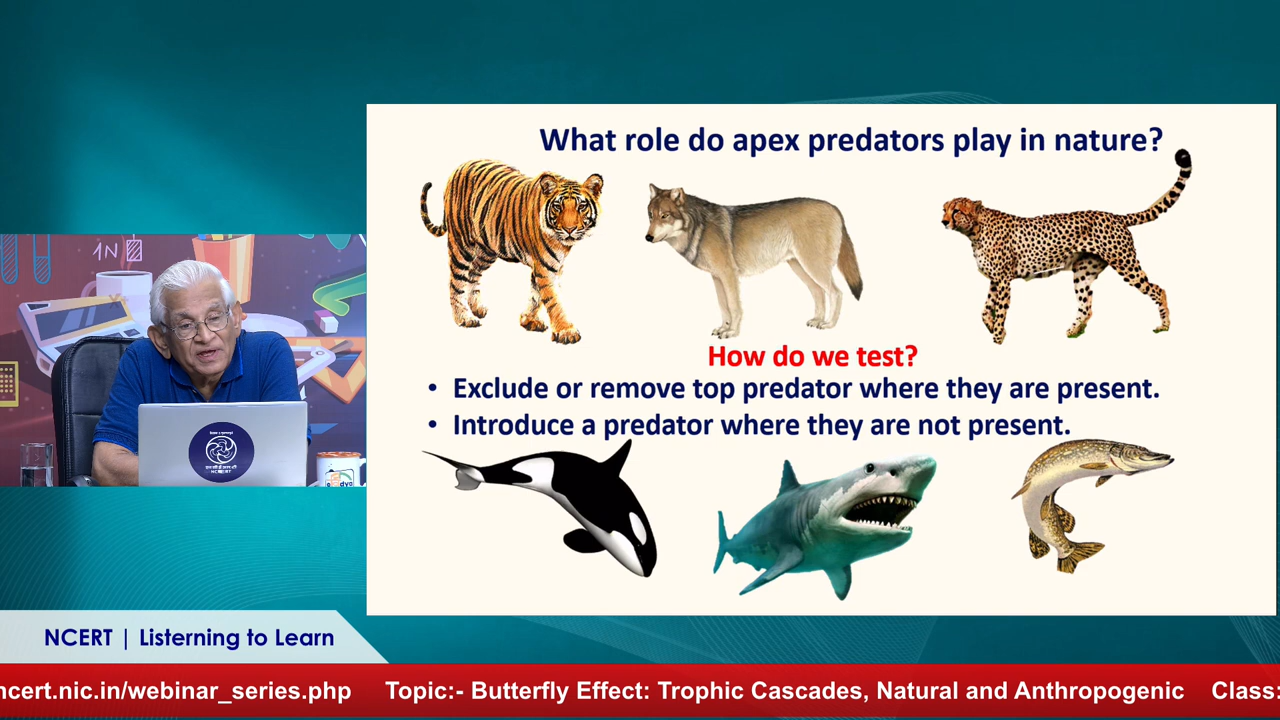 What role do apex predators play in nature?
How do we test?
• Exclude or remove top predator where they are present.
• Introduce a predator where they are not present.
NCERT
NCERT | Listerning to Learn
ncert.nic.in/webinar_series.php Topic:- Butterfly Effect: Trophic Cascades, Natural and Anthropogenic Class: